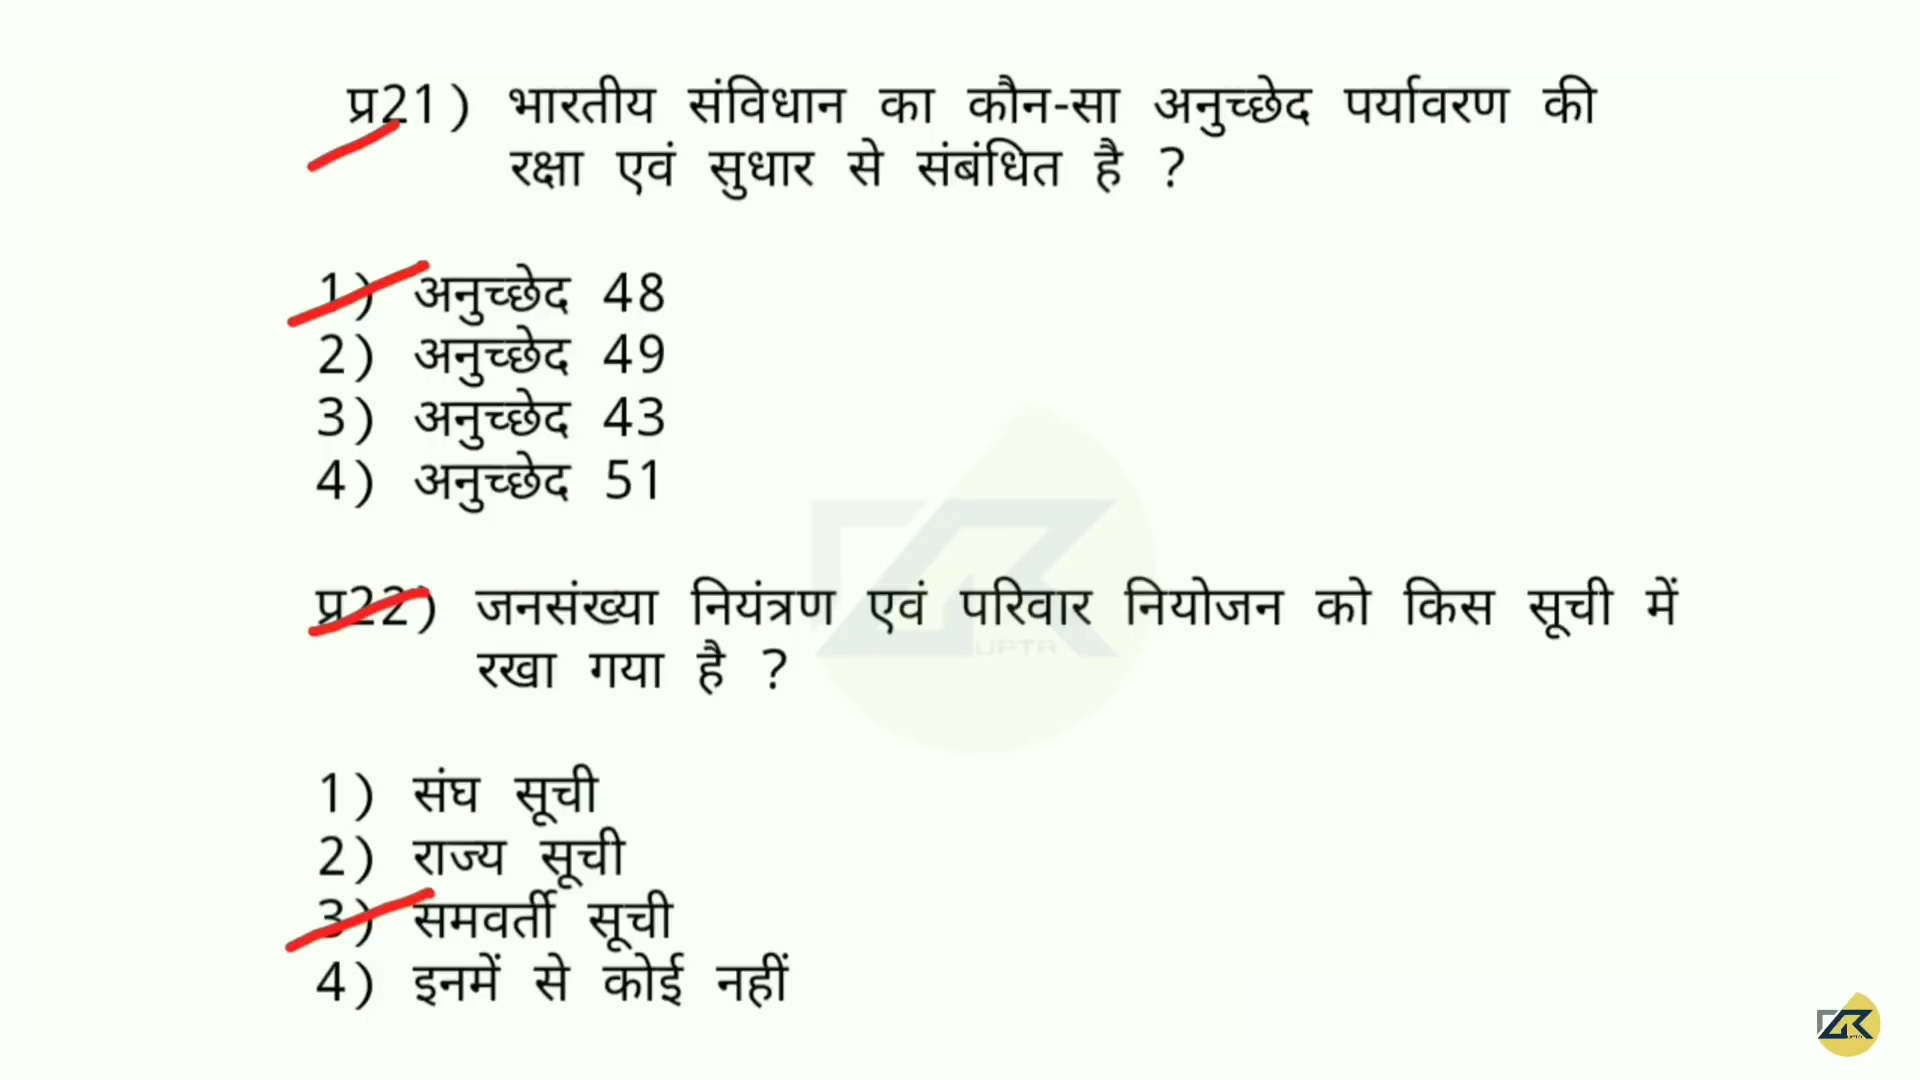 प्र21) भारतीय संविधान का कौन-सा अनुच्छेद पर्यावरण की
रक्षा एवं सुधार से संबंधित है ?
1) अनुच्छेद 48
2) अनुच्छेद 49
3) अनुच्छेद 43
4) अनुच्छेद 51
प्र22) जनसंख्या नियंत्रण एवं परिवार नियोजन को किस सूची में
रखा गया है ?
1) संघ सूची
2) राज्य सूची
3) समवर्ती सूची
4) इनमें से कोई नहीं